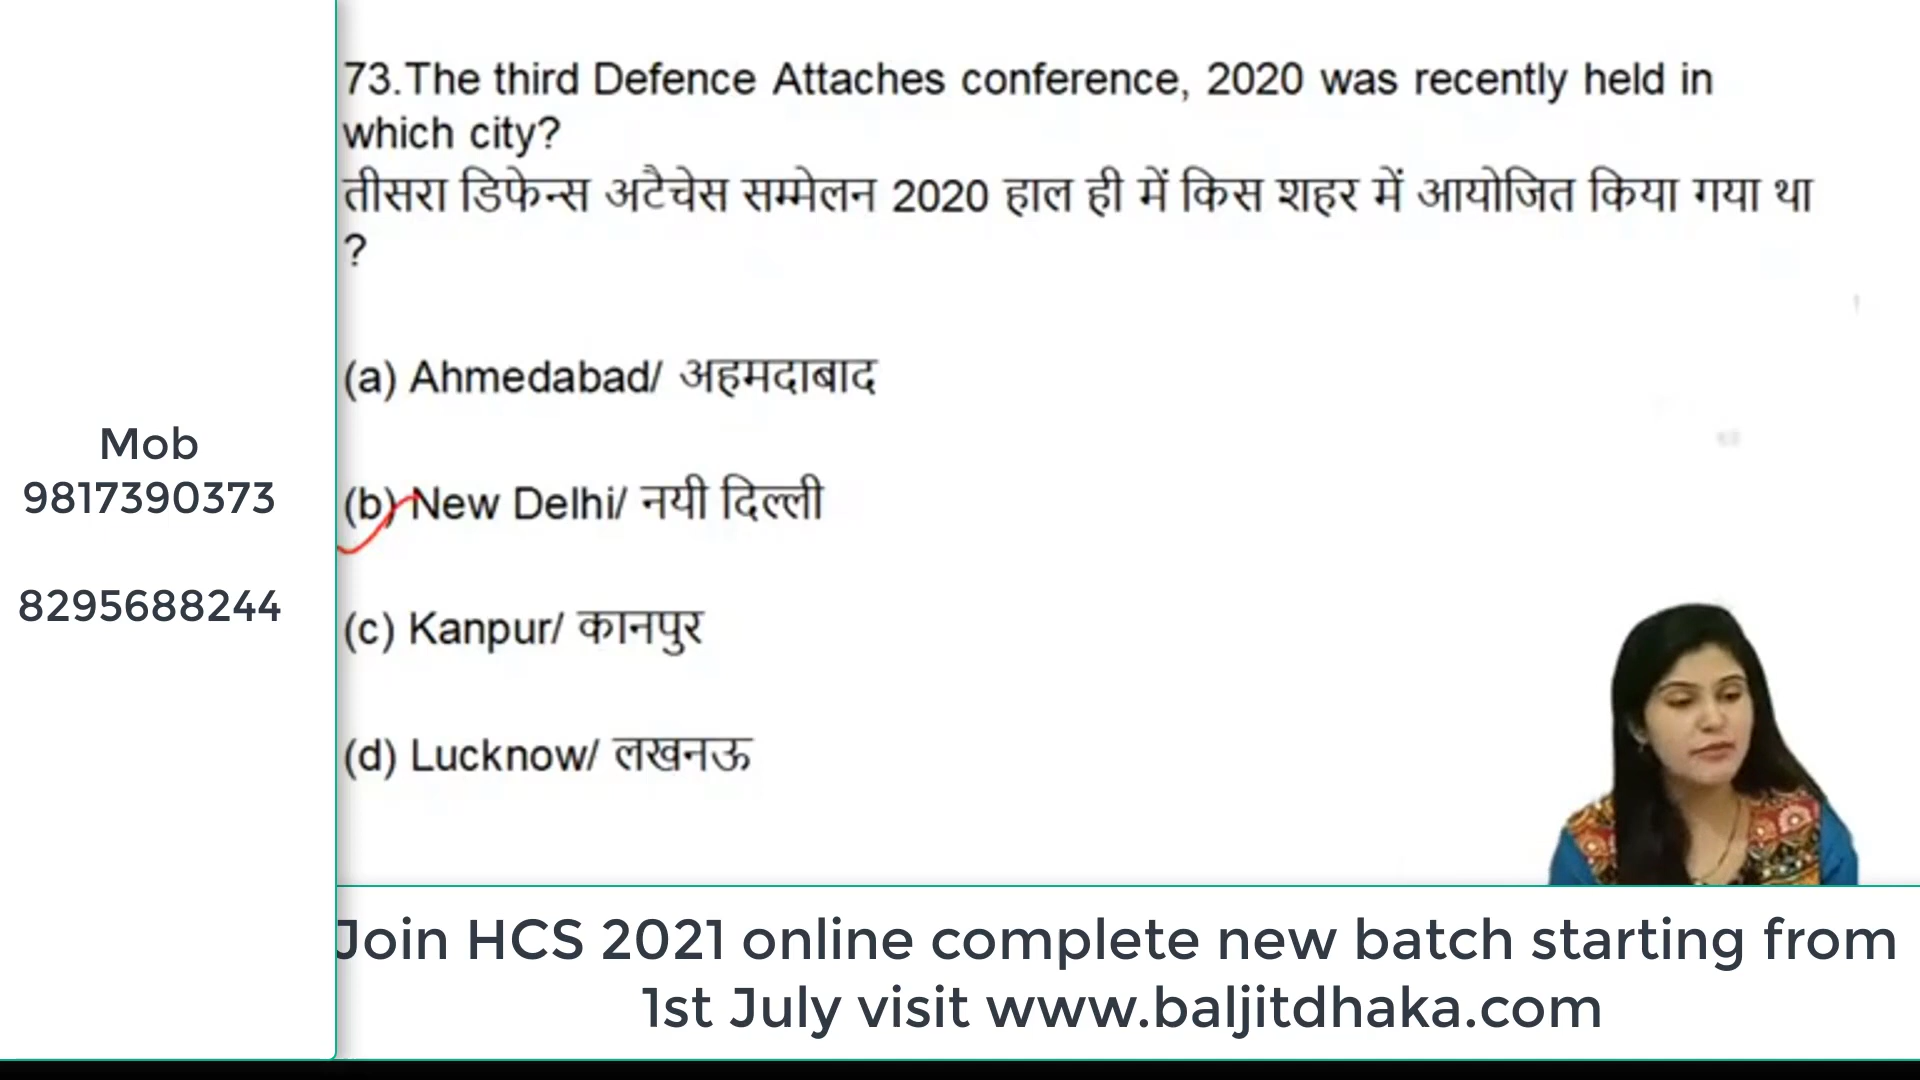 73.The third Defence Attaches conference, 2020 was recently held in
which city?
तीसरा डिफेन्स अटैचेस सम्मेलन 2020 हाल ही में किस शहर में आयोजित किया गया था
?
(a) Ahmedabad/ अहमदाबाद
(b) New Delhi/ नयी दिल्ली
(c) Kanpur/ कानपुर
(d) Lucknow/ लखनऊ
Mob
9817390373
8295688244
Join HCS 2021 online complete new batch starting from
1st July visit www.baljitdhaka.com